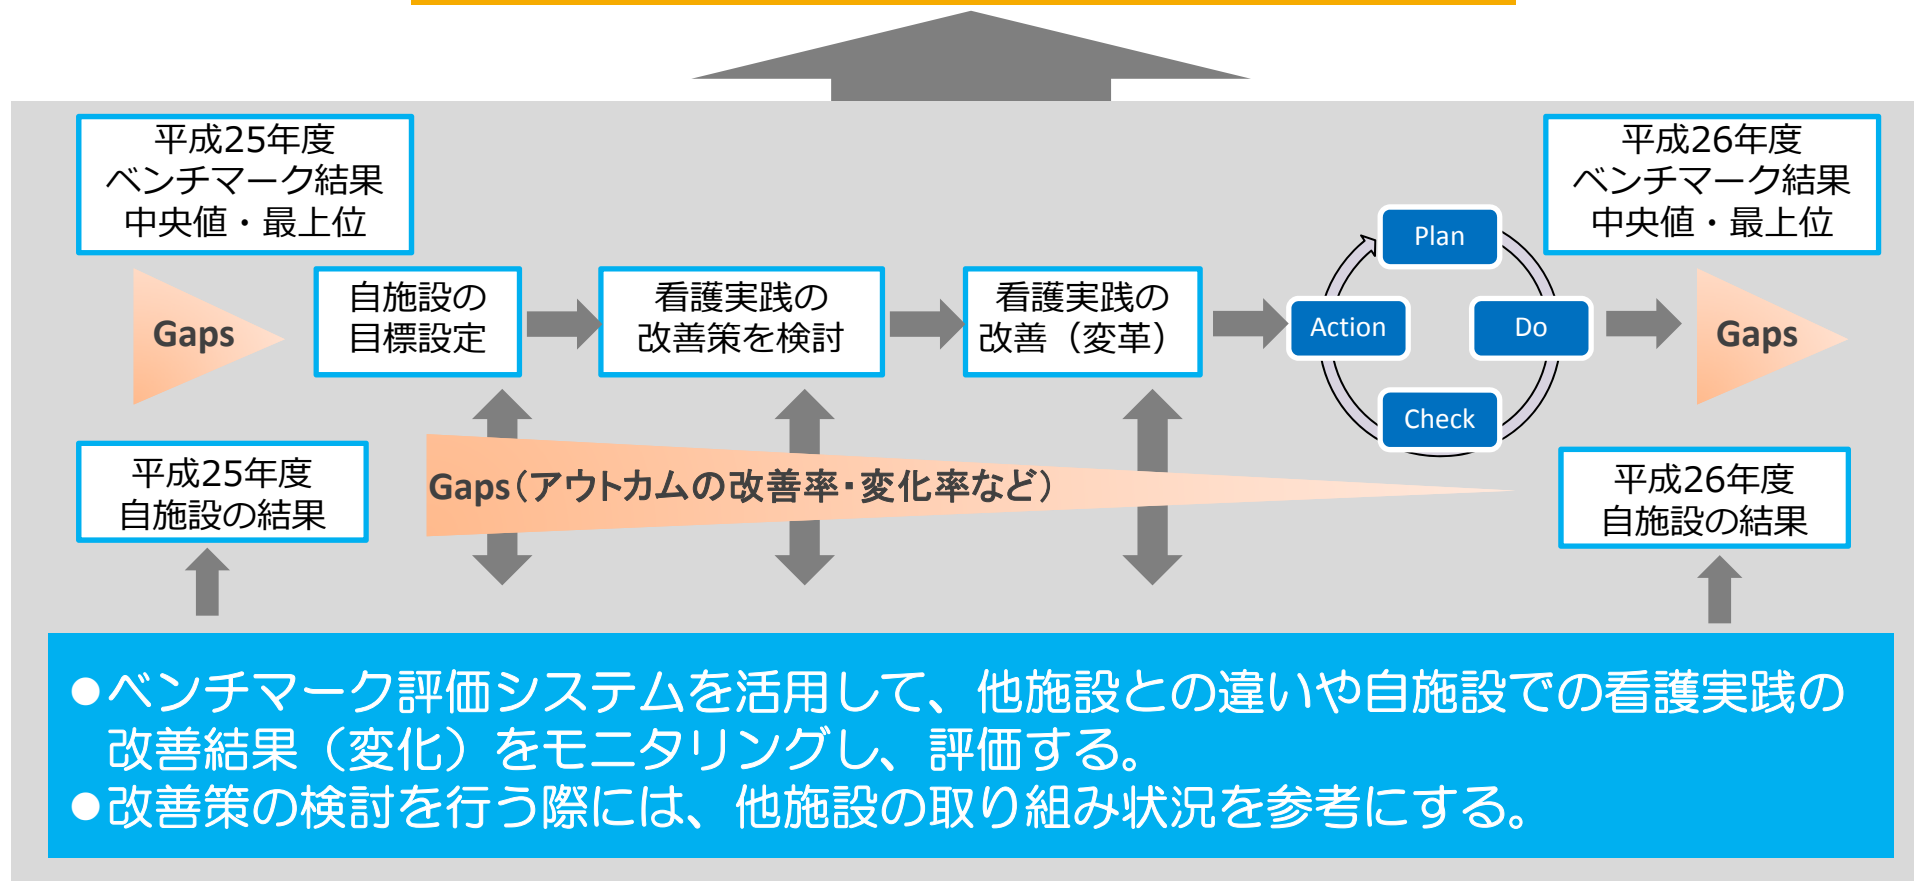 平成25年度
ベンチマーク結果
中央値・最上位
平成26年度
ベンチマーク結果
中央値・最上位
Gaps
自施設の
目標設定
看護実践の
改善策を検討
看護実践の
改善（変革）
Plan
Do
Check
Action
Gaps
平成25年度
自施設の結果
Gaps（アウトカムの改善率・変化率など）
平成26年度
自施設の結果
●ベンチマーク評価システムを活用して、他施設との違いや自施設での看護実践の
改善結果（変化）をモニタリングし、評価する。
●改善策の検討を行う際には、他施設の取り組み状況を参考にする。